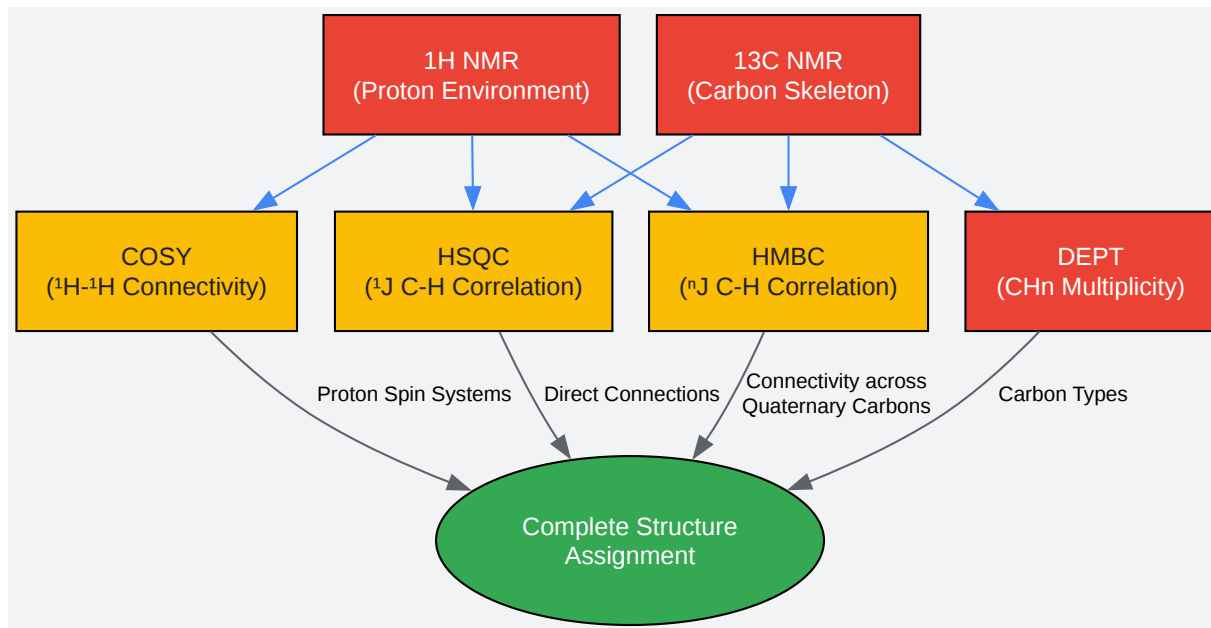 1H NMR
(Proton Environment)
13C NMR
(Carbon Skeleton)
COSY
(¹H-¹H Connectivity)
HSQC
(¹J C-H Correlation)
HMBC
(ⁿJ C-H Correlation)
DEPT
(CHn Multiplicity)
Proton Spin Systems
Direct Connections
Connectivity across
Quaternary Carbons
Carbon Types
Complete Structure
Assignment